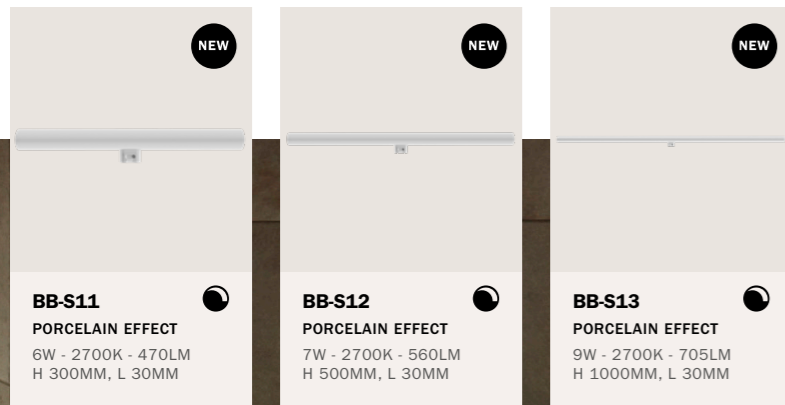 NEW
BB-S11
PORCELAIN EFFECT
6W - 2700K - 470LM
H 300MM, L 30MM
NEW
BB-S12
PORCELAIN EFFECT
7W - 2700K - 560LM
H 500MM, L 30MM
NEW
BB-S13
PORCELAIN EFFECT
9W - 2700K - 705LM
H 1000MM, L 30MM